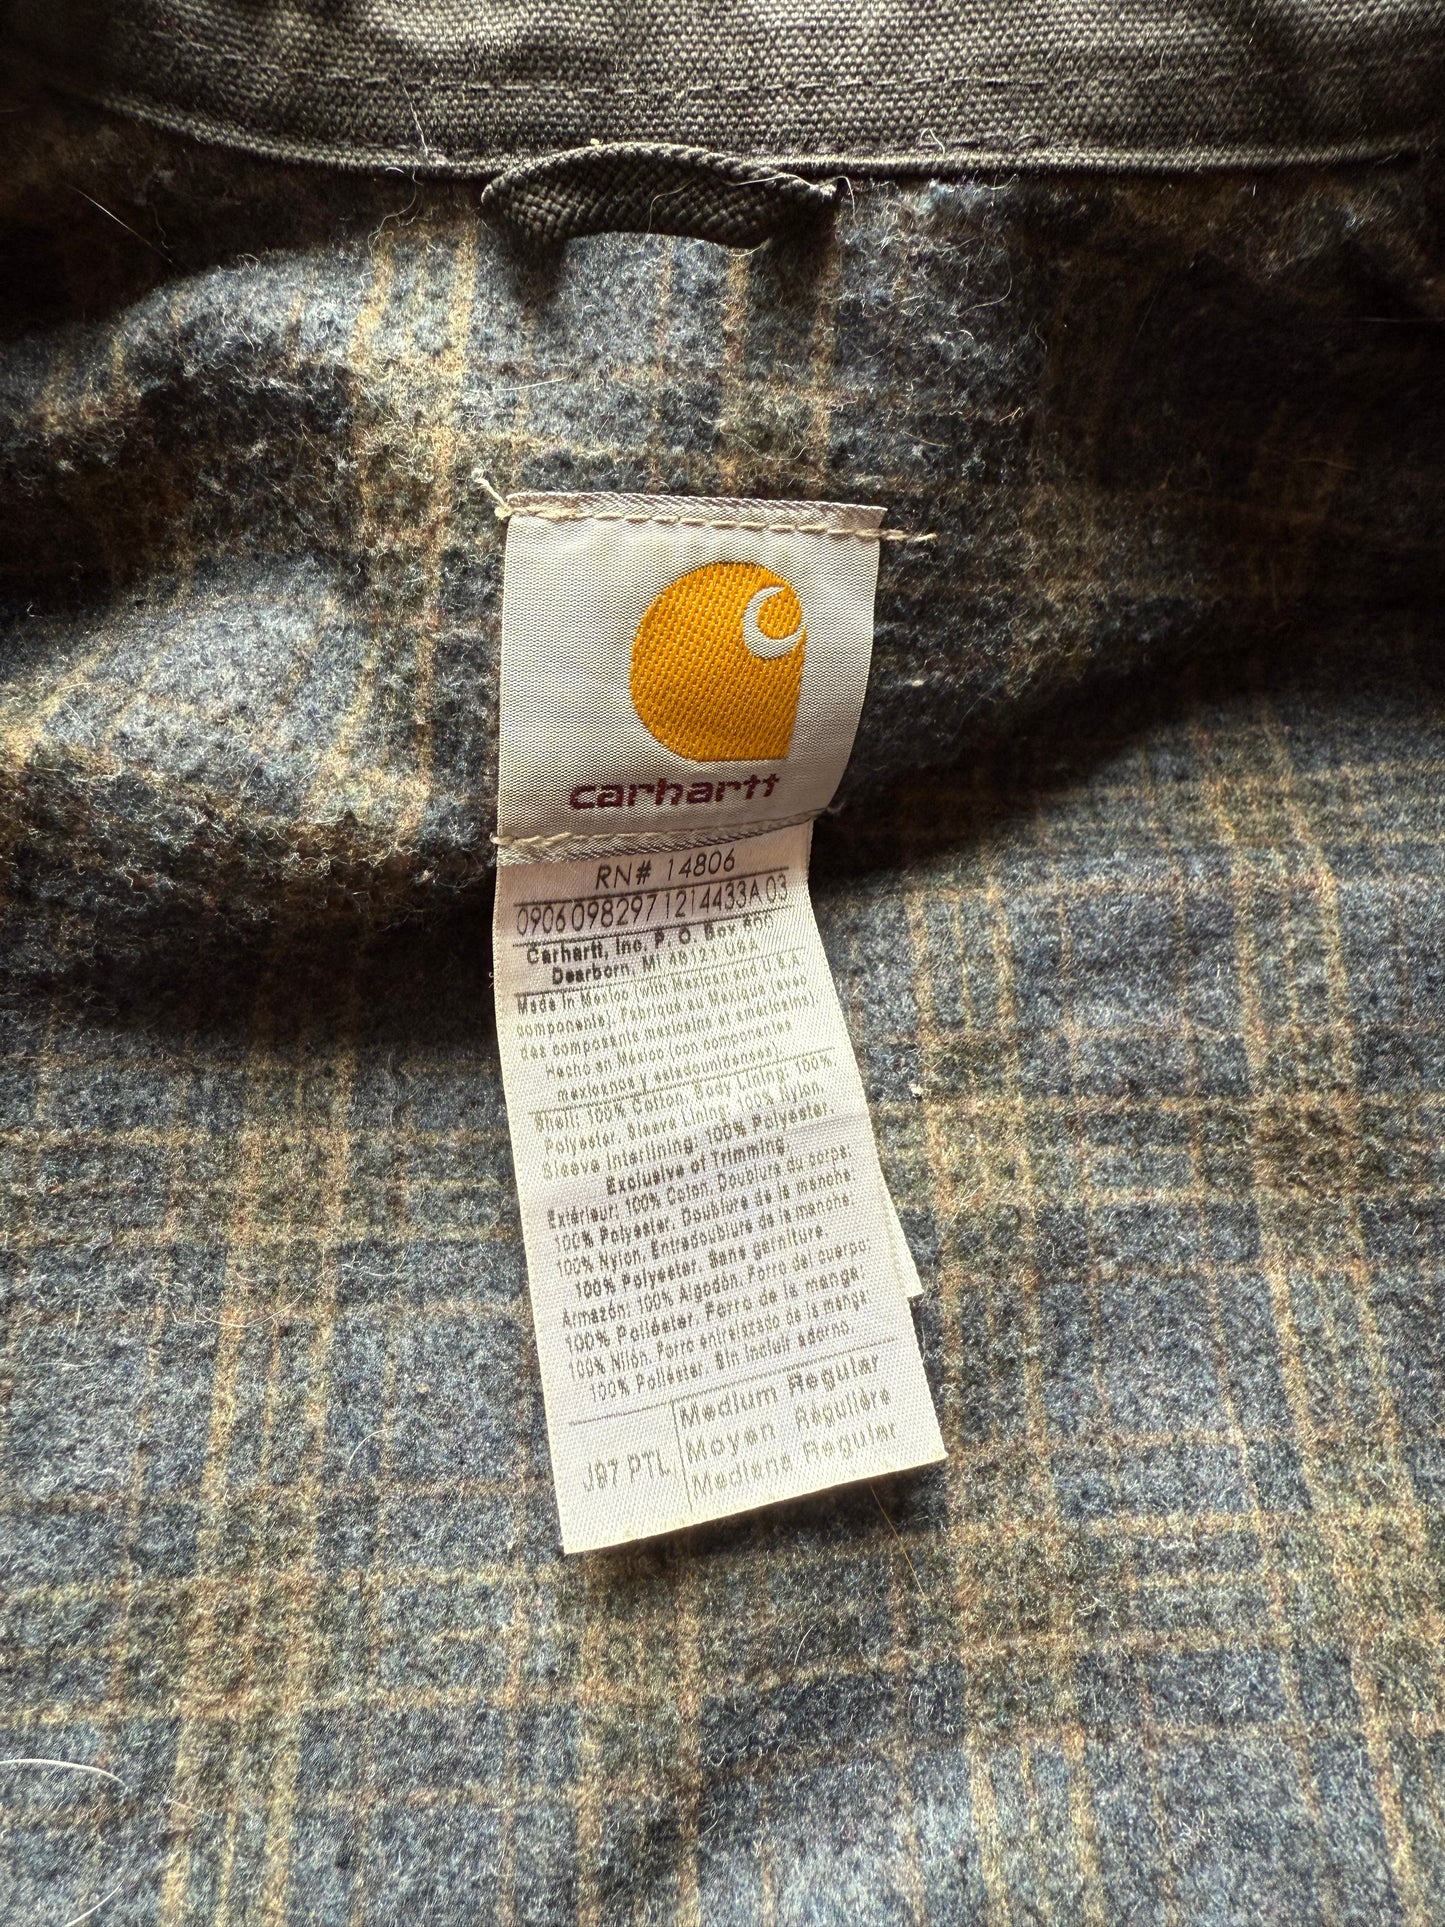 carhartt
RN# 14806
09060982971214433A 03
Carhartt, Inc. P. O. Box 600
Dearborn, MI 48121 USA
Made in Mexico (with Mexican and U.S.A
components). Fabriqué au Mexique (avec
des composants mexicains et américains).
Hecho en México (con componentes
mexicanos y estadounidenses).
Shell: 100% Cotton. Body Lining: 100%
Polyester. Sleeve Lining: 100% Nylon.
Sleeve Interlining: 100% Polyester.
Exclusive of Trimming
Extérieur: 100% Coton. Doublure du corps:
100% Polyester. Doublure de la manche:
100% Nylon. Entredoublure de la manche:
100% Polyester. Sans garniture.
Armazón: 100% Algodón. Forro del cuerpo:
100% Poliéster. Forro de la manga:
100% Nilón. Forro entrelazado de la manga:
100% Poliéster. Sin incluir adorno.
J97 PTL
Medium Regular
Moyen Régulière
Mediana Regular